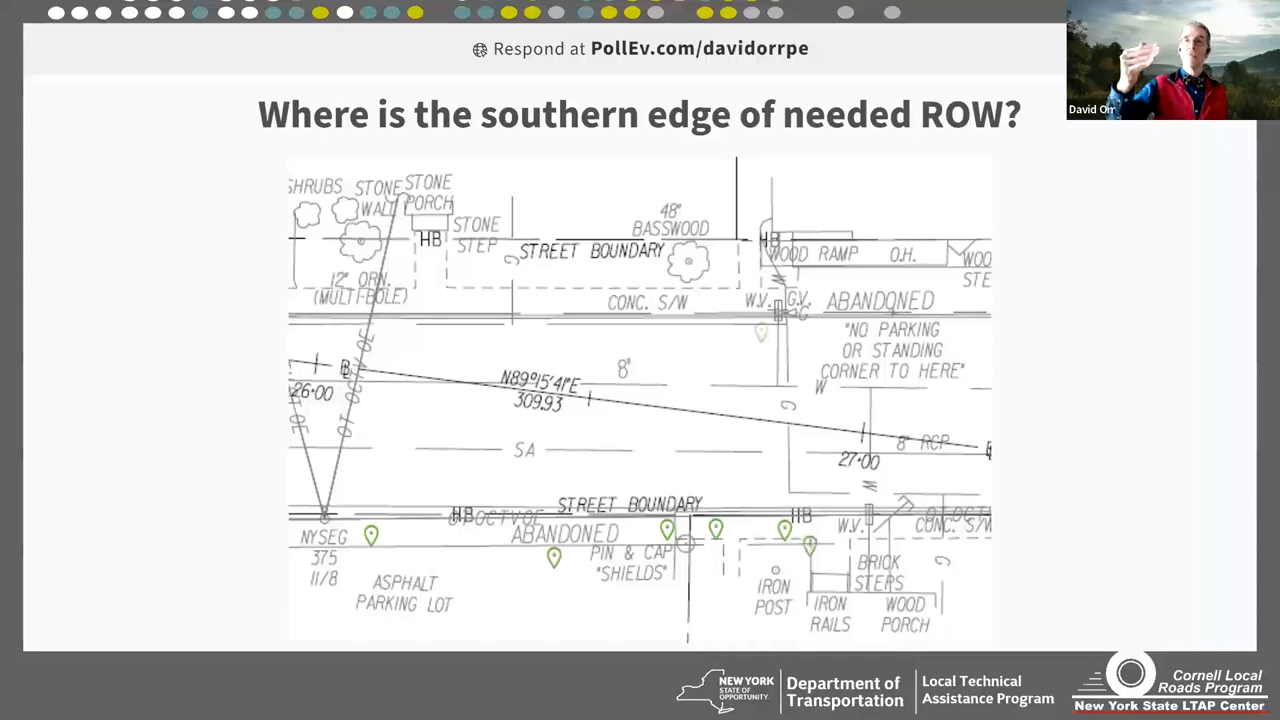 Respond at PollEv.com/davidorrpe
David Orr
Where is the southern edge of needed ROW?
SHRUBS
STONE
WALL
STONE
PORCH
HB
STONE
STEP
48"
BASSWOOD
STREET BOUNDARY
HB
WOOD RAMP
O.H.
WOO
STE
12" ORN.
(MULTI-BOLE)
CONC. S/W
W.V.
G.V.
ABANDONED
"NO PARKING
OR STANDING
CORNER TO HERE"
26+00
N89°15'41"E
309.93
8"
G
W
8" RCP
27+00
SA
STREET BOUNDARY
HB
HB
NYSEG
375
11/8
ABANDONED
PIN & CAP
"SHIELDS"
W.V.
CONC. S/W
ASPHALT
PARKING LOT
IRON
POST
IRON
RAILS
BRICK
STEPS
WOOD
PORCH
G
NEW YORK
STATE OF
OPPORTUNITY.
Department of
Transportation
Local Technical
Assistance Program
Cornell Local
Roads Program
New York State LTAP Center